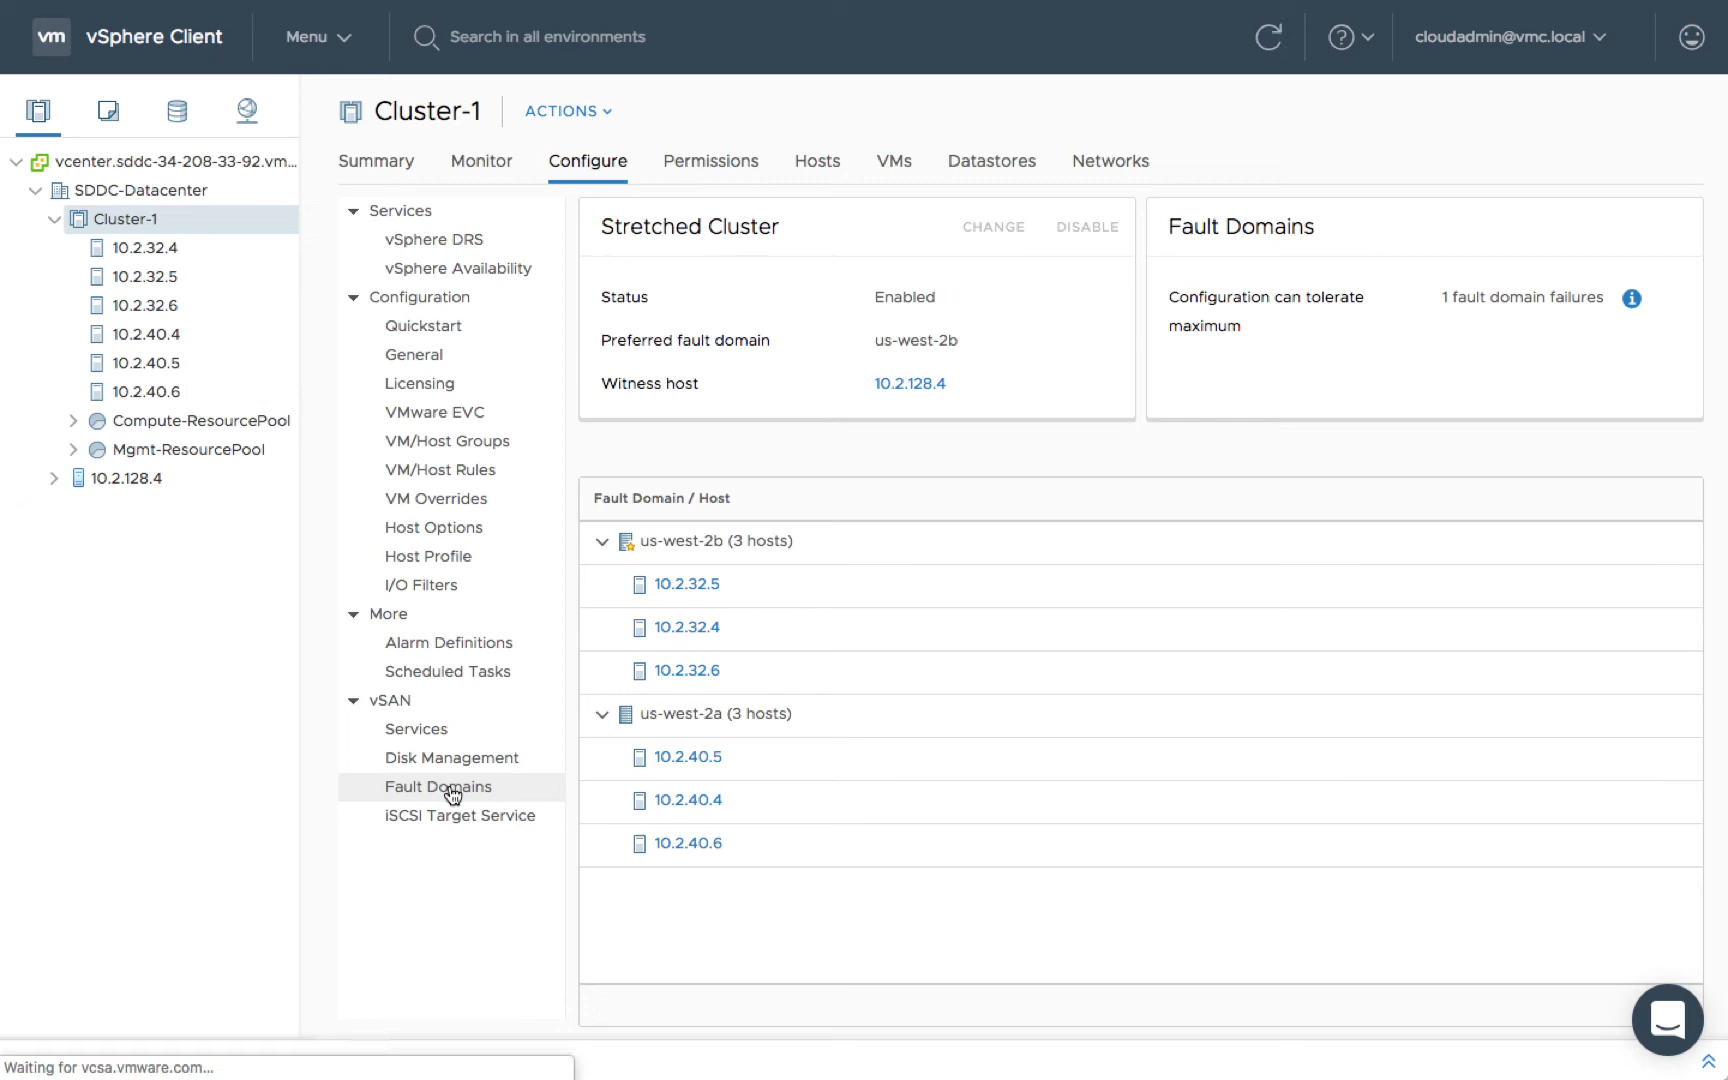 vm vSphere Client Menu Search in all environments cloudadmin@vmc.local
vcenter.sddc-34-208-33-92.vm...
SDDC-Datacenter
Cluster-1
10.2.32.4
10.2.32.5
10.2.32.6
10.2.40.4
10.2.40.5
10.2.40.6
Compute-ResourcePool
Mgmt-ResourcePool
10.2.128.4
Cluster-1 ACTIONS
Summary Monitor Configure Permissions Hosts VMs Datastores Networks
Services
vSphere DRS
vSphere Availability
Configuration
Quickstart
General
Licensing
VMware EVC
VM/Host Groups
VM/Host Rules
VM Overrides
Host Options
Host Profile
I/O Filters
More
Alarm Definitions
Scheduled Tasks
vSAN
Services
Disk Management
Fault Domains
iSCSI Target Service
Stretched Cluster CHANGE DISABLE
Status Enabled
Preferred fault domain us-west-2b
Witness host 10.2.128.4
Fault Domains
Configuration can tolerate 1 fault domain failures
maximum
Fault Domain / Host
us-west-2b (3 hosts)
10.2.32.5
10.2.32.4
10.2.32.6
us-west-2a (3 hosts)
10.2.40.5
10.2.40.4
10.2.40.6
Waiting for vcsa.vmware.com...